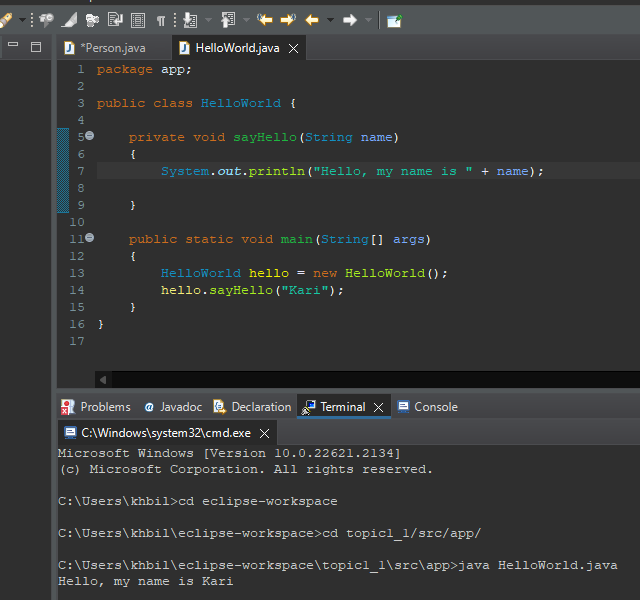 *Person.java HelloWorld.java
1 package app;
2
3 public class HelloWorld {
4
5 private void sayHello(String name)
6 {
7 System.out.println("Hello, my name is " + name);
8
9 }
10
11 public static void main(String[] args)
12 {
13 HelloWorld hello = new HelloWorld();
14 hello.sayHello("Kari");
15 }
16 }
17
Problems Javadoc Declaration Terminal Console
C:\Windows\system32\cmd.exe
Microsoft Windows [Version 10.0.22621.2134]
(c) Microsoft Corporation. All rights reserved.
C:\Users\khbil>cd eclipse-workspace
C:\Users\khbil\eclipse-workspace>cd topic1_1/src/app/
C:\Users\khbil\eclipse-workspace\topic1_1\src\app>java HelloWorld.java
Hello, my name is Kari